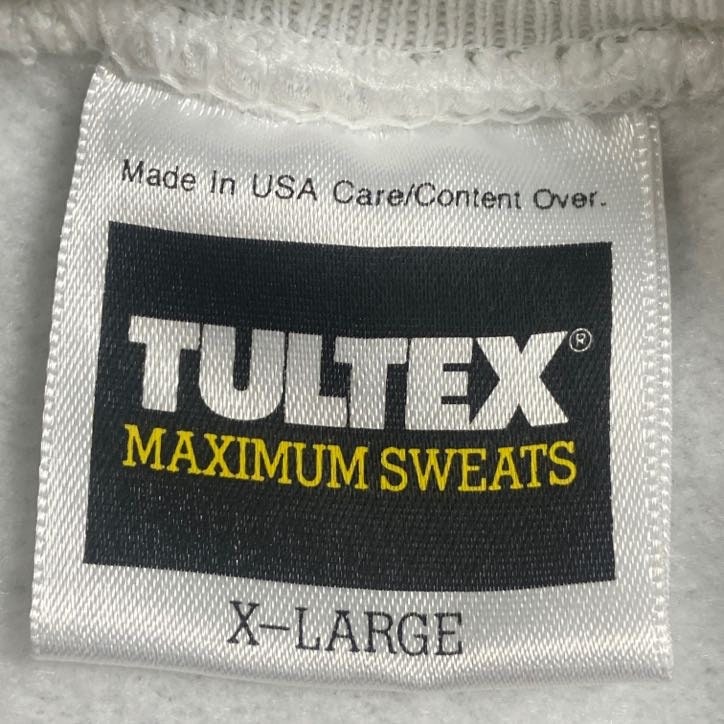 Made In USA Care/Content Over.
TULTEX®
MAXIMUM SWEATS
X-LARGE